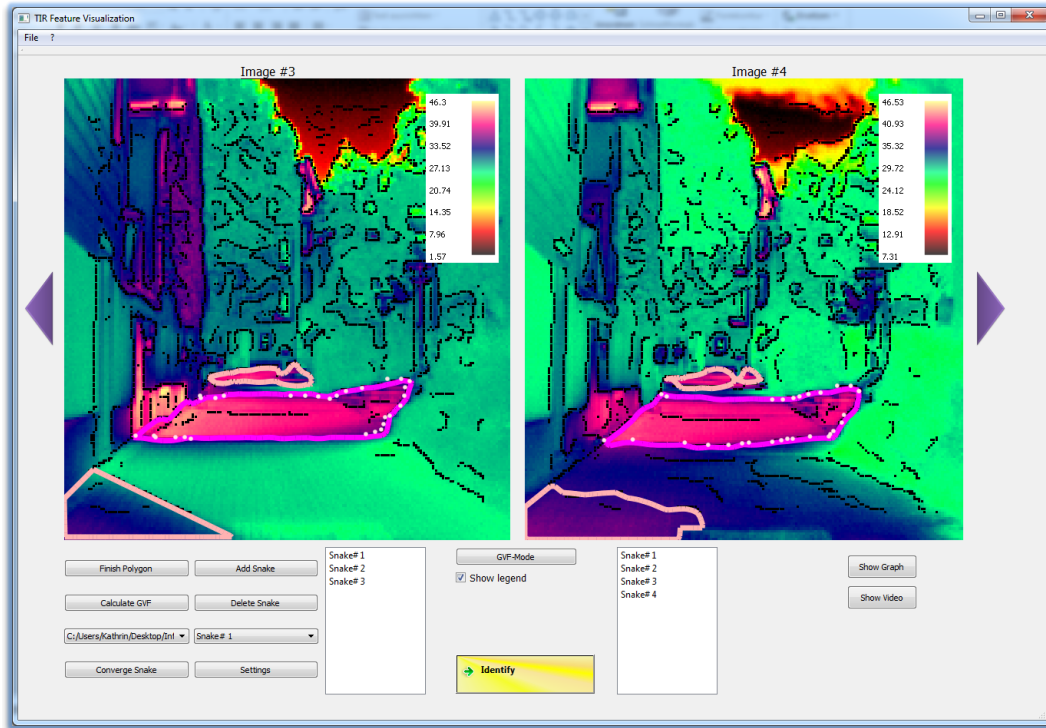 TIR Feature Visualization
File ?
Image #3
Image #4
46.3
39.91
33.52
27.13
20.74
14.35
7.96
1.57
46.53
40.93
35.32
29.72
24.12
18.52
12.91
7.31
Finish Polygon
Add Snake
Calculate GVF
Delete Snake
C:/Users/Kathrin/Desktop/Inf
Snake# 1
Converge Snake
Settings
Snake# 1
Snake# 2
Snake# 3
GVF-Mode
Show legend
Identify
Snake# 1
Snake# 2
Snake# 3
Snake# 4
Show Graph
Show Video